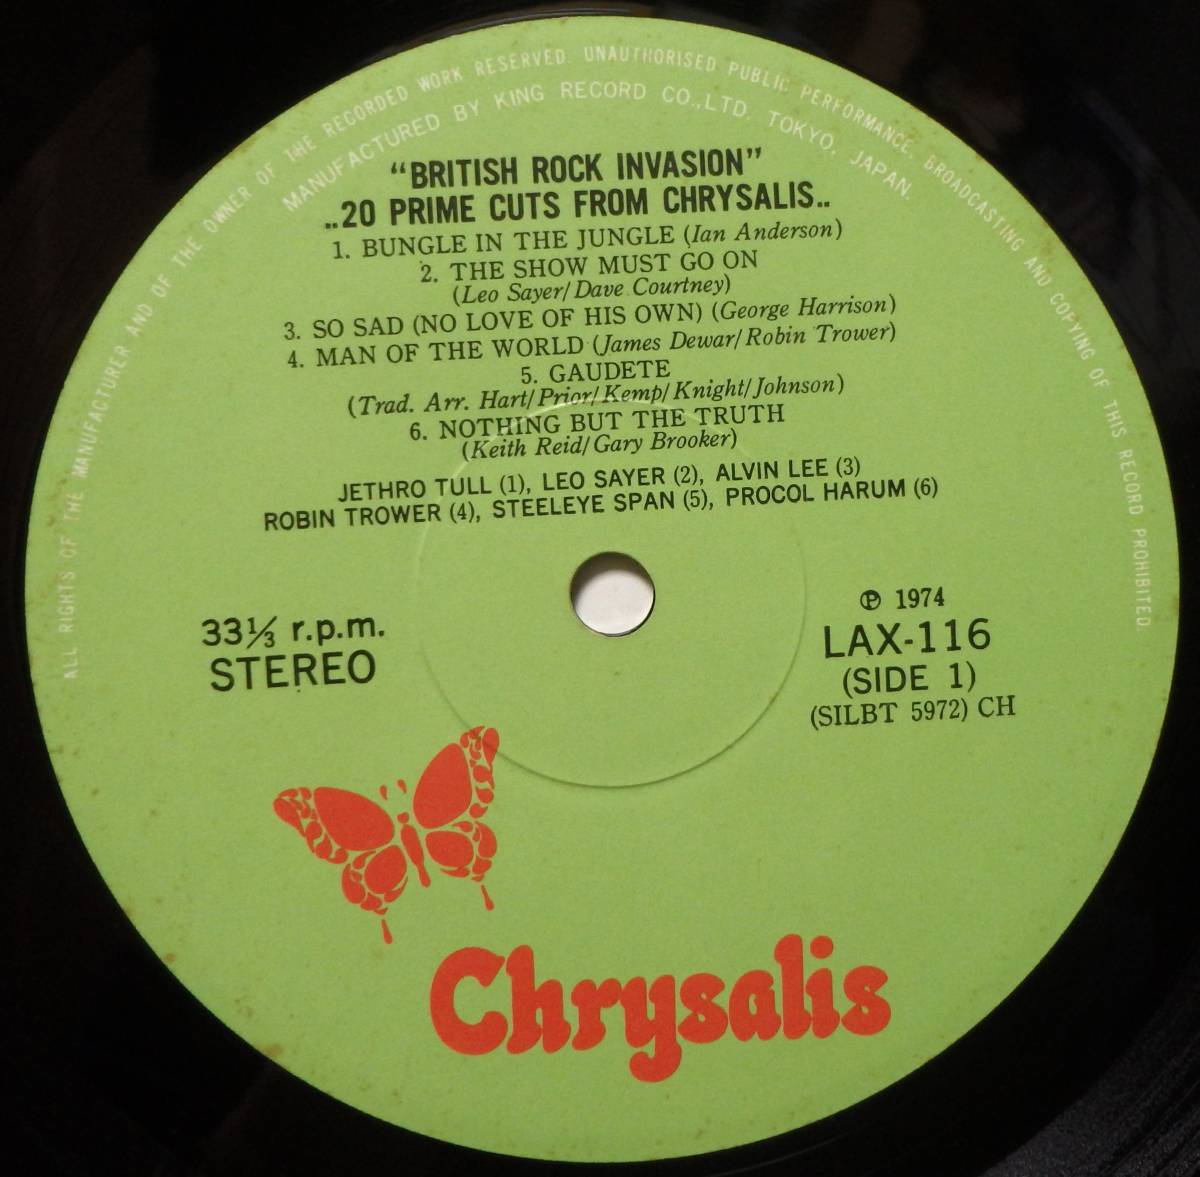 ALL RIGHTS OF THE MANUFACTURER AND OF THE OWNER OF THE RECORDED WORK RESERVED. UNAUTHORISED PUBLIC PERFORMANCE, BROADCASTING AND COPYING OF THIS RECORD PROHIBITED.
MANUFACTURED BY KING RECORD CO.,LTD. TOKYO, JAPAN.
"BRITISH ROCK INVASION"
..20 PRIME CUTS FROM CHRYSALIS..
1. BUNGLE IN THE JUNGLE (Ian Anderson)
2. THE SHOW MUST GO ON
(Leo Sayer/Dave Courtney)
3. SO SAD (NO LOVE OF HIS OWN) (George Harrison)
4. MAN OF THE WORLD (James Dewar/Robin Trower)
5. GAUDETE
(Trad. Arr. Hart/Prior/Kemp/Knight/Johnson)
6. NOTHING BUT THE TRUTH
(Keith Reid/Gary Brooker)
JETHRO TULL (1), LEO SAYER (2), ALVIN LEE (3)
ROBIN TROWER (4), STEELEYE SPAN (5), PROCOL HARUM (6)
33⅓ r.p.m.
STEREO
℗ 1974
LAX-116
(SIDE 1)
(SILBT 5972) CH
Chrysalis